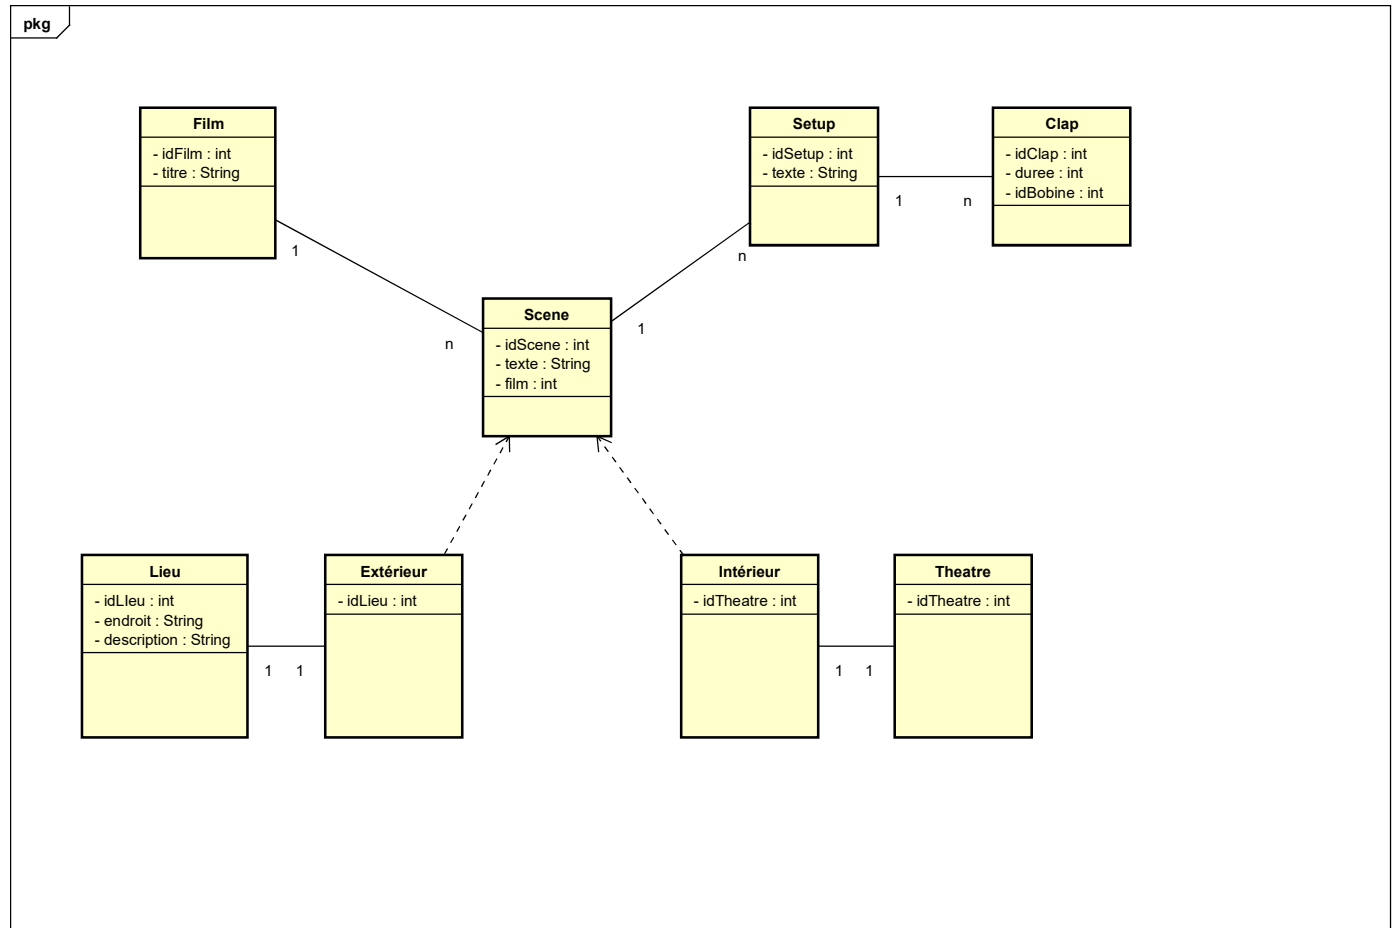 pkg
Film
- idFilm : int
- titre : String
Setup
- idSetup : int
- texte : String
Clap
- idClap : int
- duree : int
- idBobine : int
1
n
1
n
n
1
Scene
- idScene : int
- texte : String
- film : int
Lieu
- idLIeu : int
- endroit : String
- description : String
Extérieur
- idLieu : int
Intérieur
- idTheatre : int
Theatre
- idTheatre : int
1
1
1
1